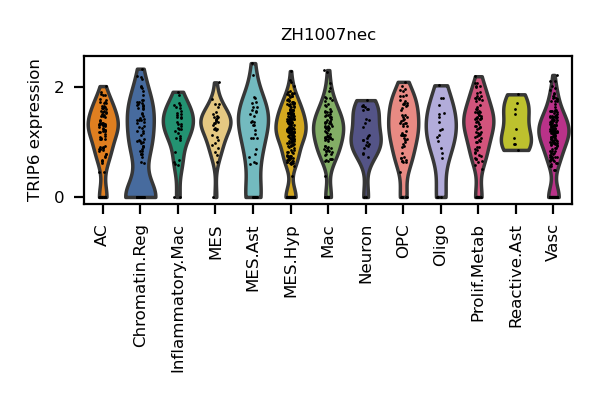 ZH1007nec
TRIP6 expression
2
0
AC
Chromatin.Reg
Inflammatory.Mac
MES
MES.Ast
MES.Hyp
Mac
Neuron
OPC
Oligo
Prolif.Metab
Reactive.Ast
Vasc